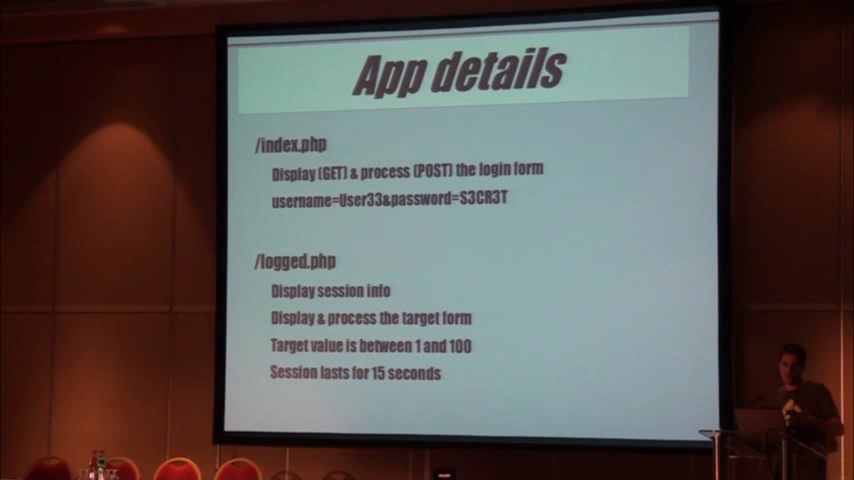 App details
/index.php
Display (GET) & process (POST) the login form
username=User33&password=S3CR3T
/logged.php
Display session info
Display & process the target form
Target value is between 1 and 100
Session lasts for 15 seconds